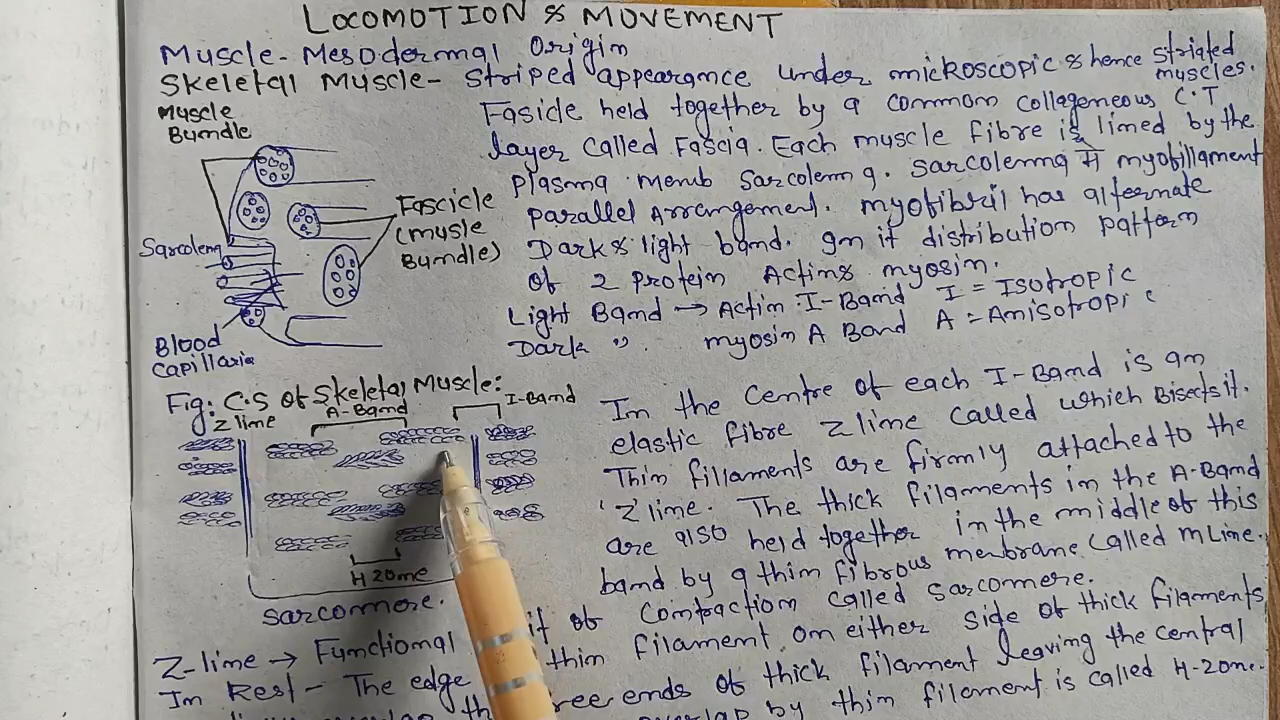 LOCOMOTION & MOVEMENT
Muscle - Mesodermal Origin
Skeletal Muscle - Striped appearance under microscopic & hence striated muscles.
Muscle Bundle
Sarcolema
Blood Capillaries
Fascicle (musle Bundle)
Fasicle held together by a common collageneous C.T
layer called Fascia. Each muscle fibre is lined by the
plasma memb sarcolemma. sarcolemma में myofillament
parallel Arrangement. myofibril has alternate
Dark & light band. In it distribution pattorn
of 2 protein Actin & myosin.
Light Band → Actin I-Band I = Isotropic
Dark " myosin A Band A = Anisotropic
Fig: C.S of Skeletal Muscle:
Z line
A-Band
I-Band
H zone
sarcomere.
In the centre of each I-Band is an
elastic fibre Z line called which Bisects it.
Thin fillaments are firmly attached to the
'Z line. The thick filaments in the A-Band
are also held together in the middle of this
band by a thin fibrous menbrane called m Line.
Z-line → Functional of contraction called sarcomere.
In Rest - The edge thin filament on either side of thick filaments
ends of thick filament leaving the central
by thin filament is called H-zone.